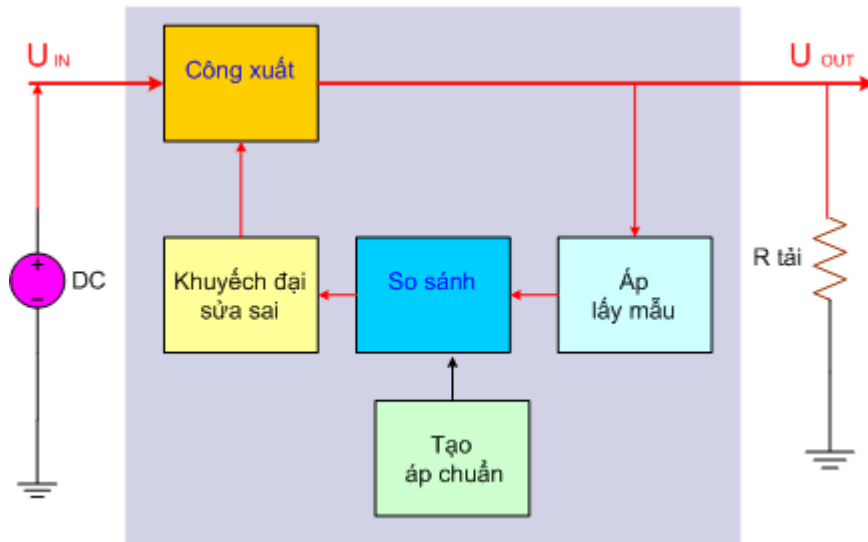 U IN
Công xuất
U OUT
DC
Khuyếch đại
sửa sai
So sánh
Áp
lấy mẫu
R tải
Tạo
áp chuẩn